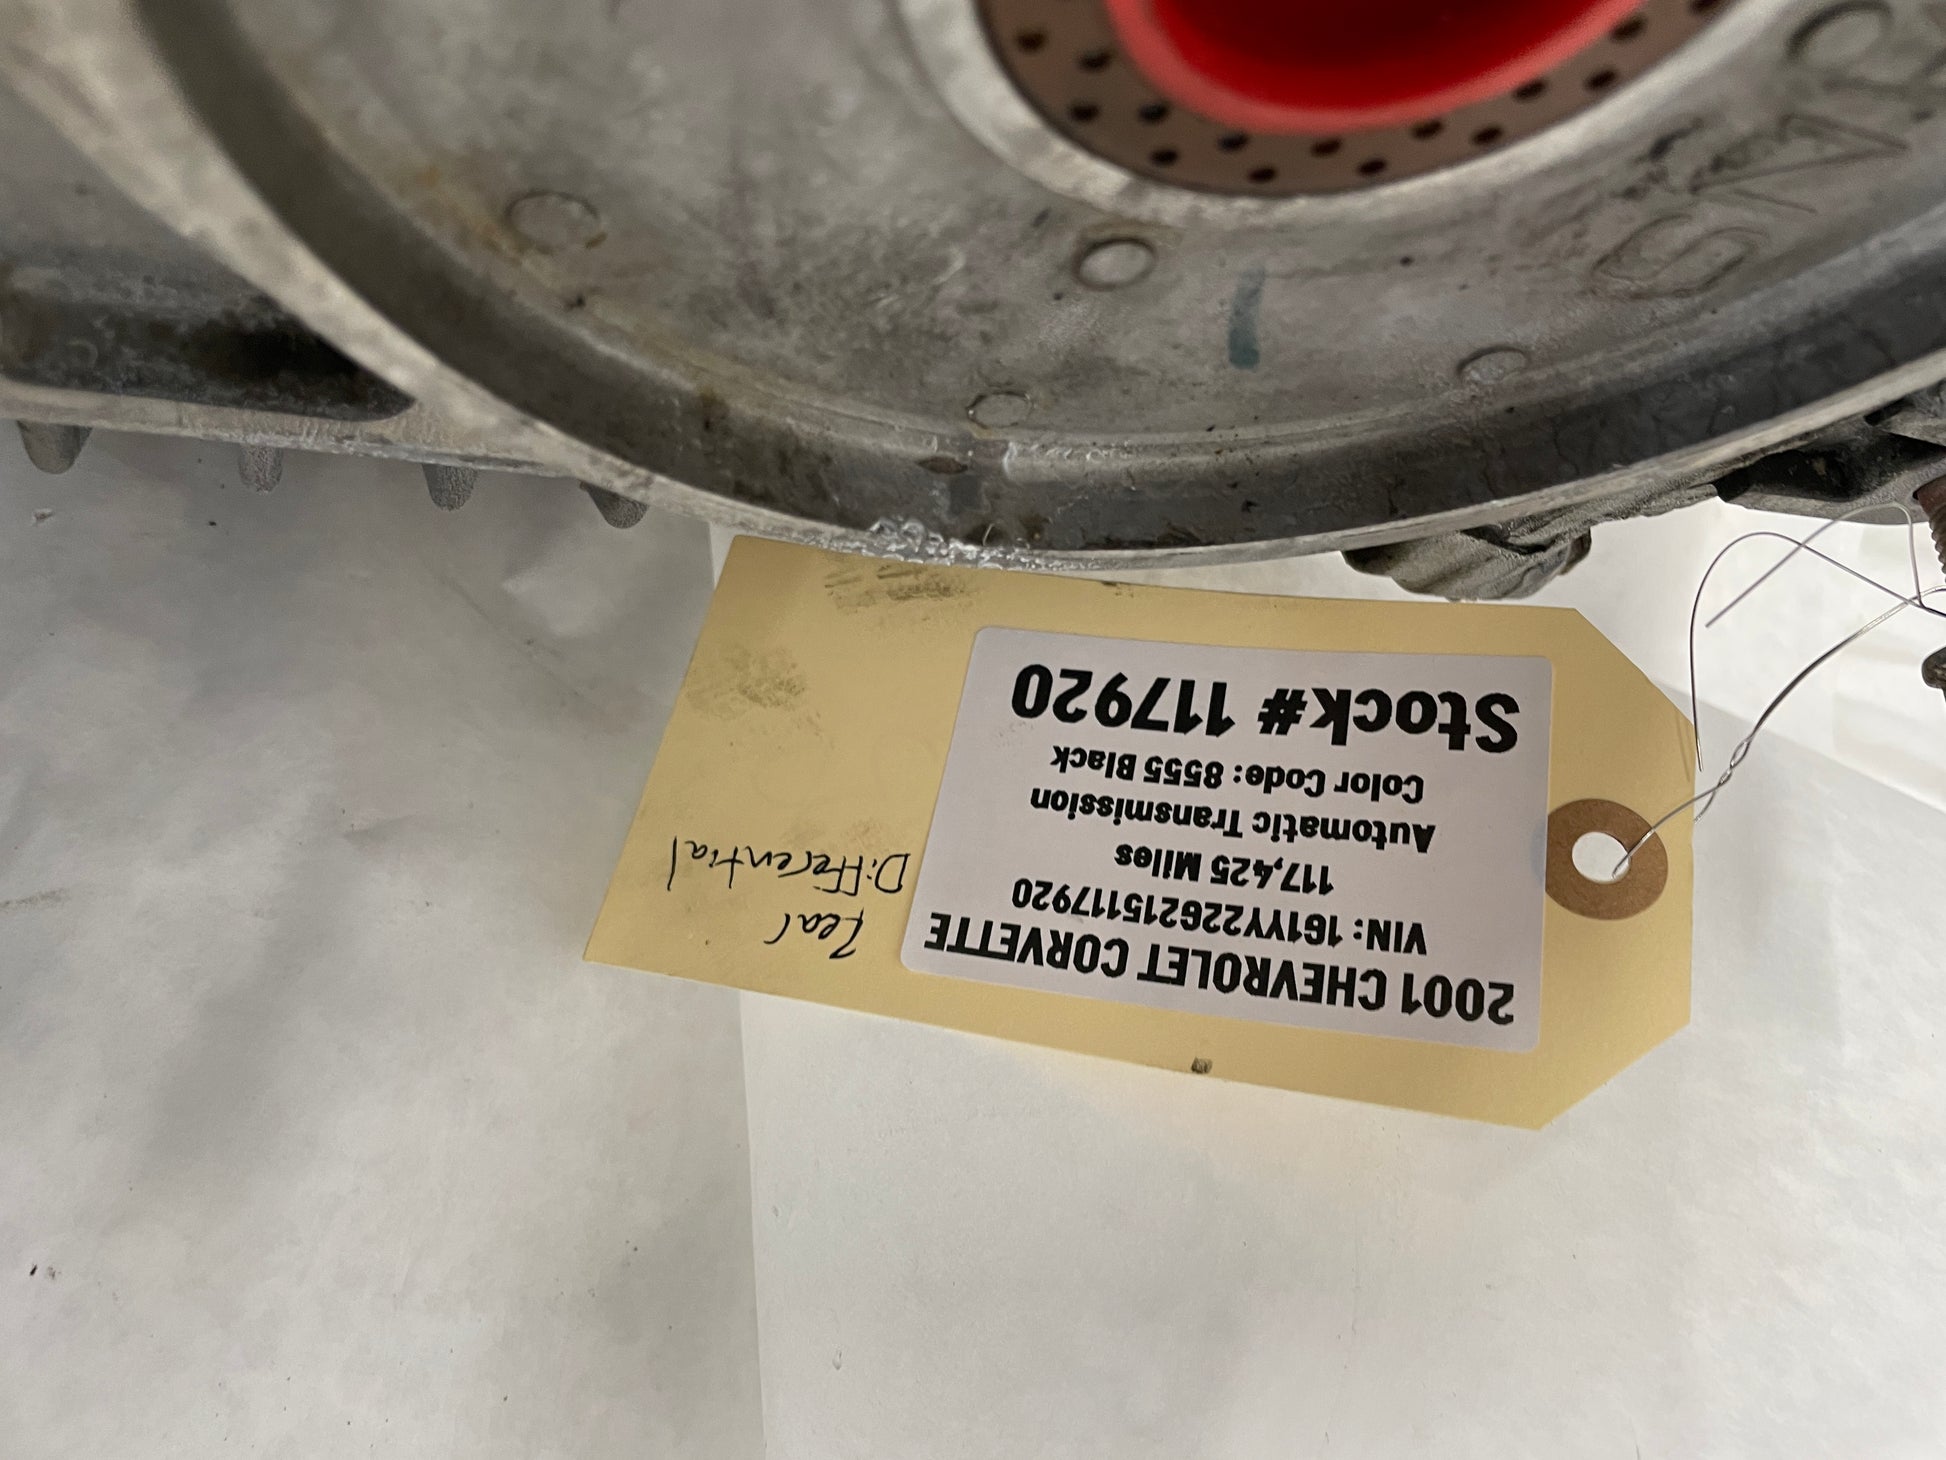 2001 CHEVROLET CORVETTE
VIN: 1G1YY22G215117920
117,425 Miles
Automatic Transmission
Color Code: 8555 Black
Stock# 117920
Rear
Differential